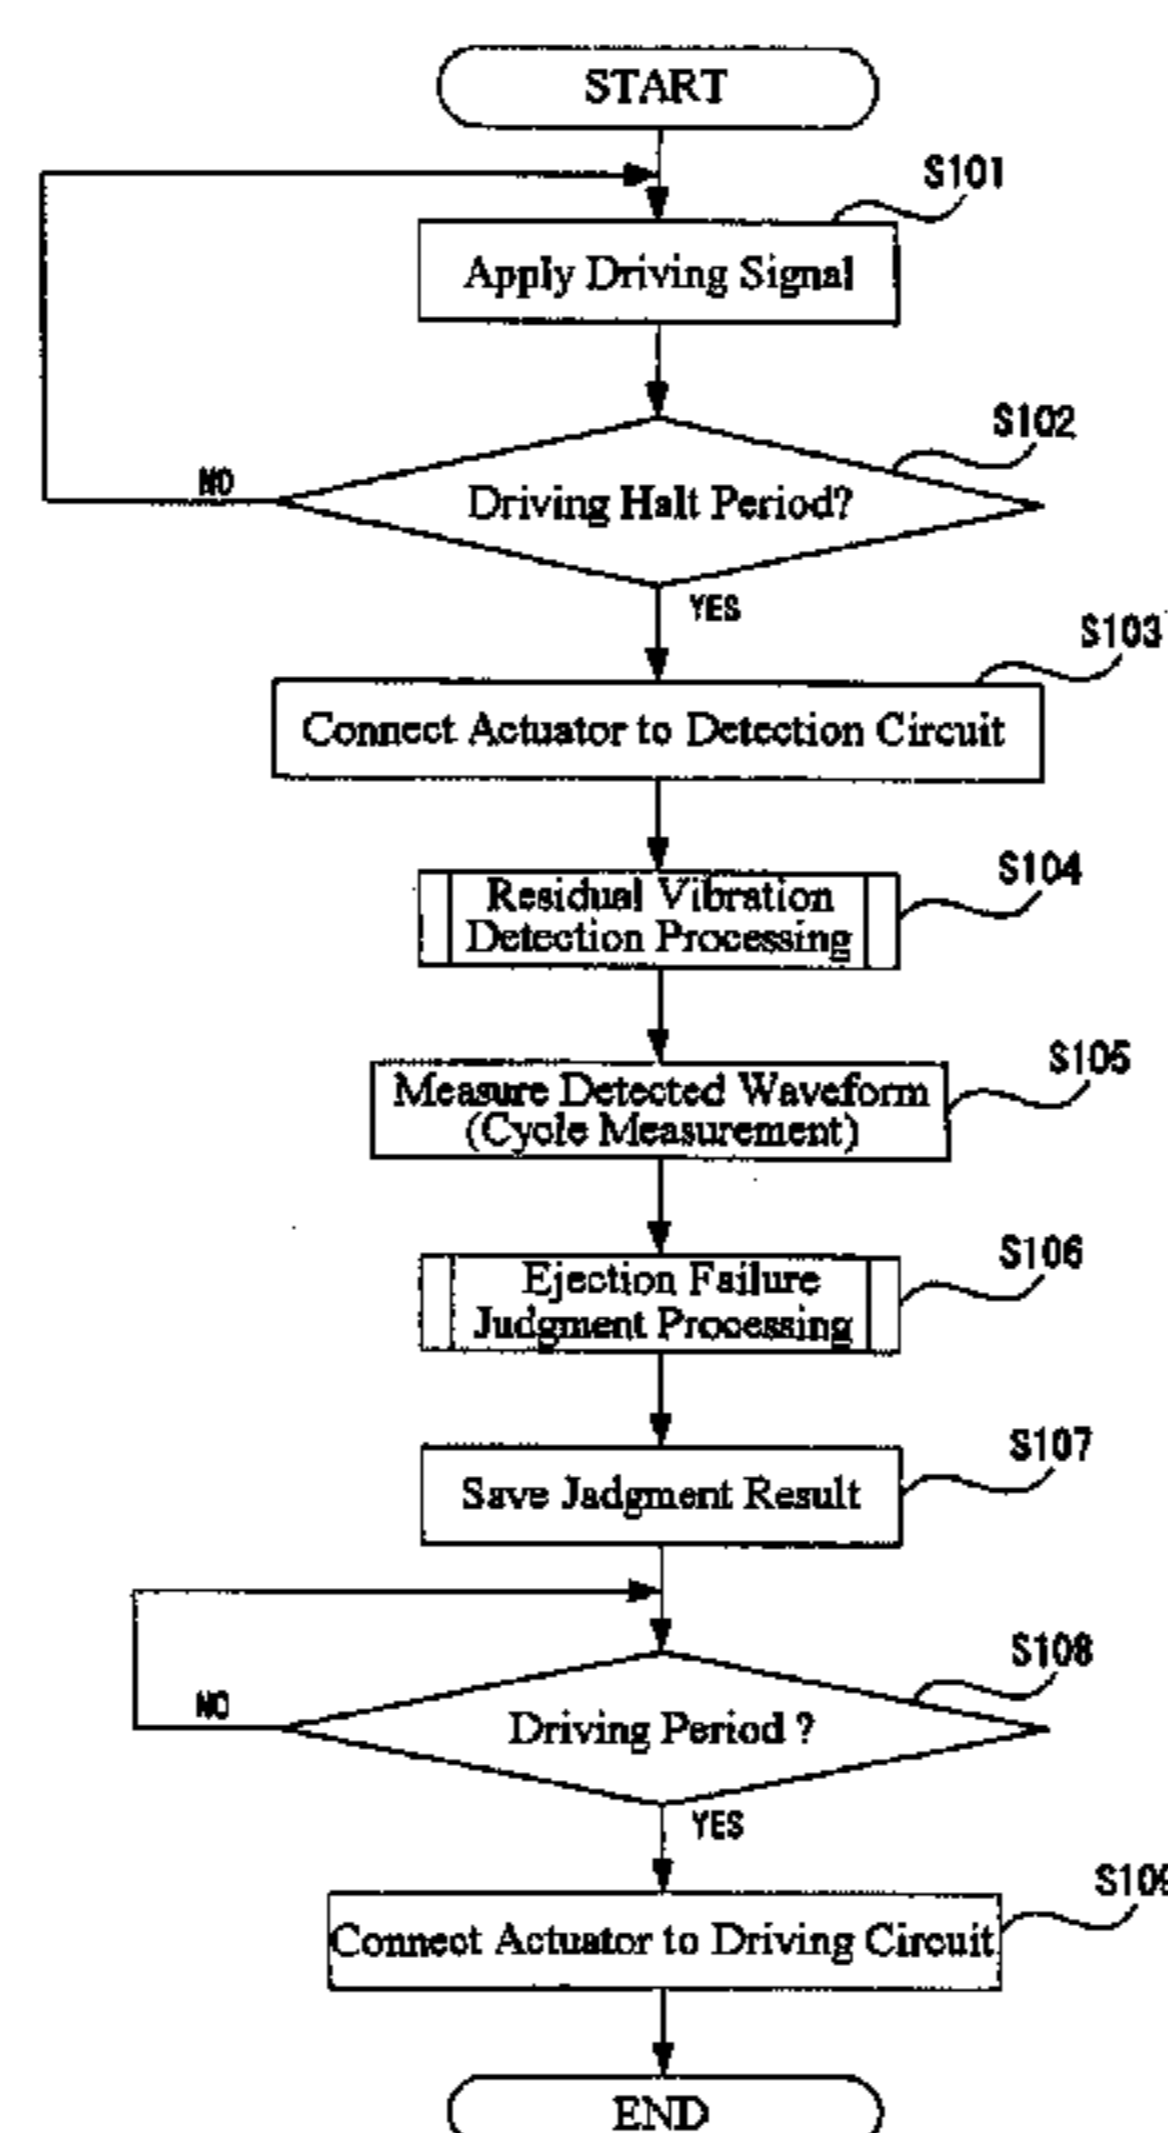 START
S101
Apply Driving Signal
S102
NO
Driving Halt Period?
YES
S103
Connect Actuator to Detection Circuit
S104
Residual Vibration
Detection Processing
S105
Measure Detected Waveform
(Cycle Measurement)
S106
Ejection Failure
Judgment Processing
S107
Save Jadgment Result
S108
NO
Driving Period ?
YES
S109
Connect Actuator to Driving Circuit
END